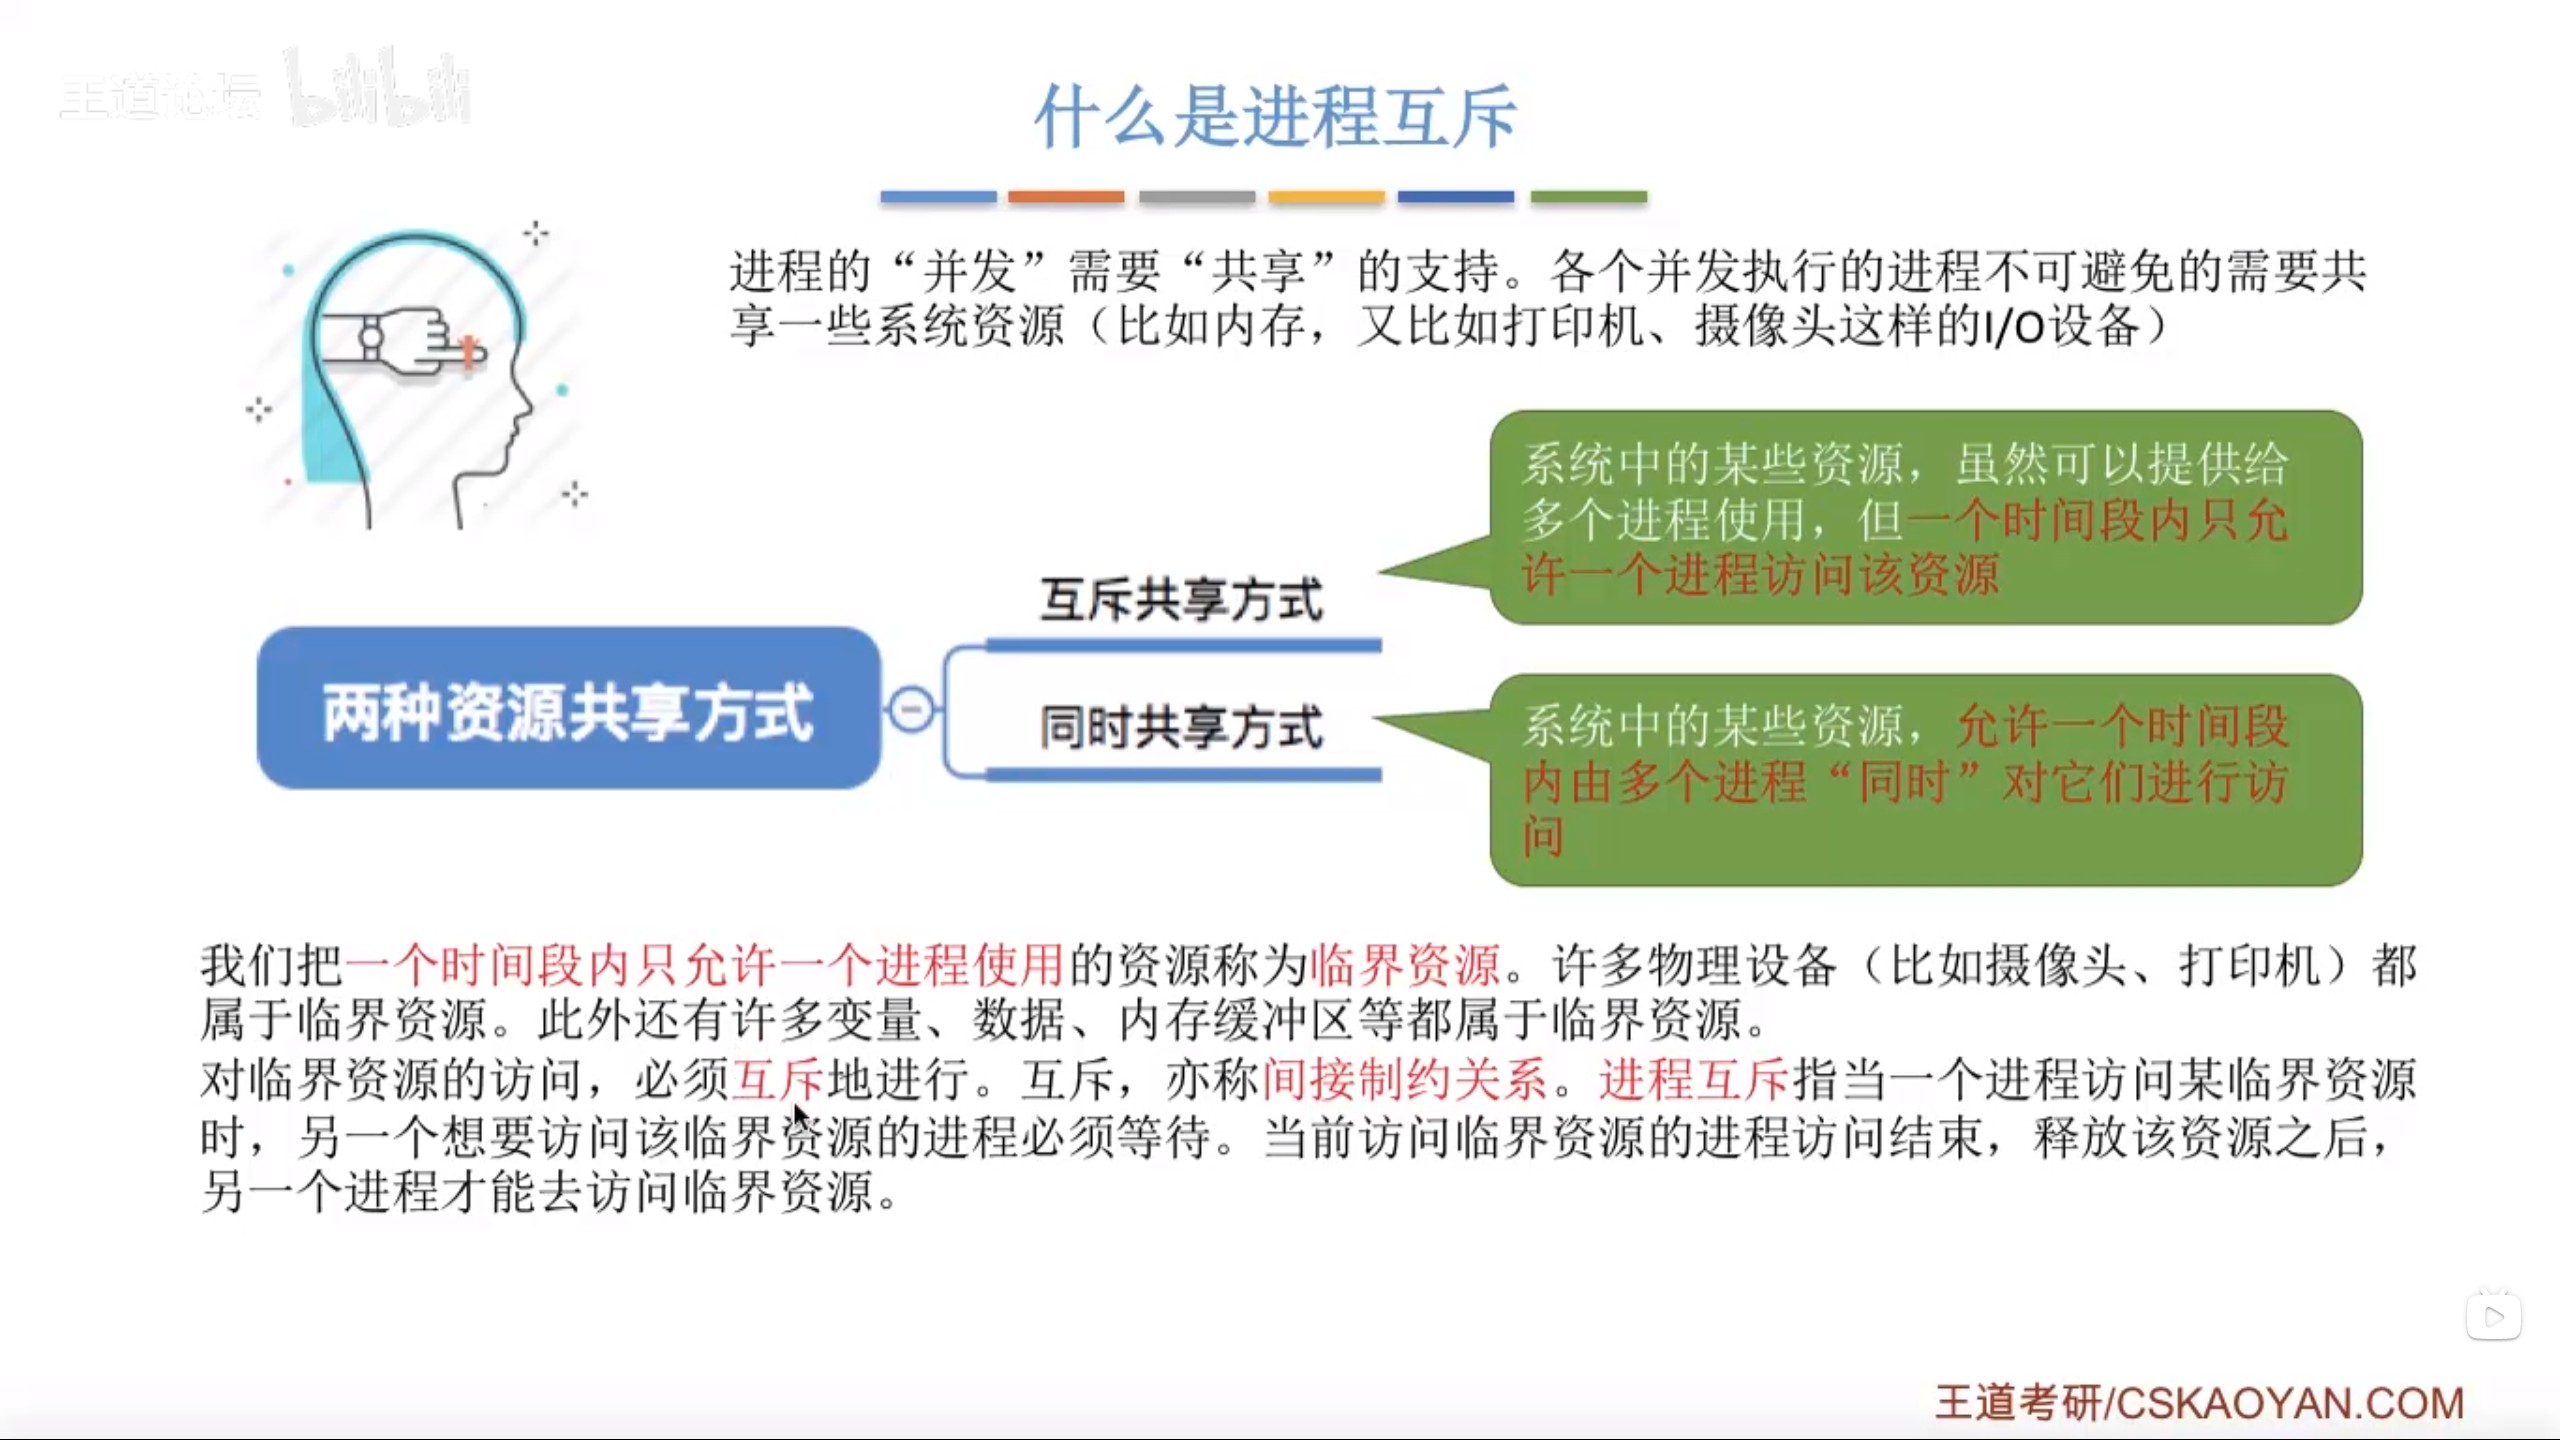 王道论坛 bilibili
什么是进程互斥
进程的“并发”需要“共享”的支持。各个并发执行的进程不可避免的需要共
享一些系统资源（比如内存，又比如打印机、摄像头这样的I/O设备）
系统中的某些资源，虽然可以提供给
多个进程使用，但一个时间段内只允
许一个进程访问该资源
互斥共享方式
两种资源共享方式
同时共享方式
系统中的某些资源，允许一个时间段
内由多个进程“同时”对它们进行访
问
我们把一个时间段内只允许一个进程使用的资源称为临界资源。许多物理设备（比如摄像头、打印机）都
属于临界资源。此外还有许多变量、数据、内存缓冲区等都属于临界资源。
对临界资源的访问，必须互斥地进行。互斥，亦称间接制约关系。进程互斥指当一个进程访问某临界资源
时，另一个想要访问该临界资源的进程必须等待。当前访问临界资源的进程访问结束，释放该资源之后，
另一个进程才能去访问临界资源。
王道考研/CSKAOYAN.COM